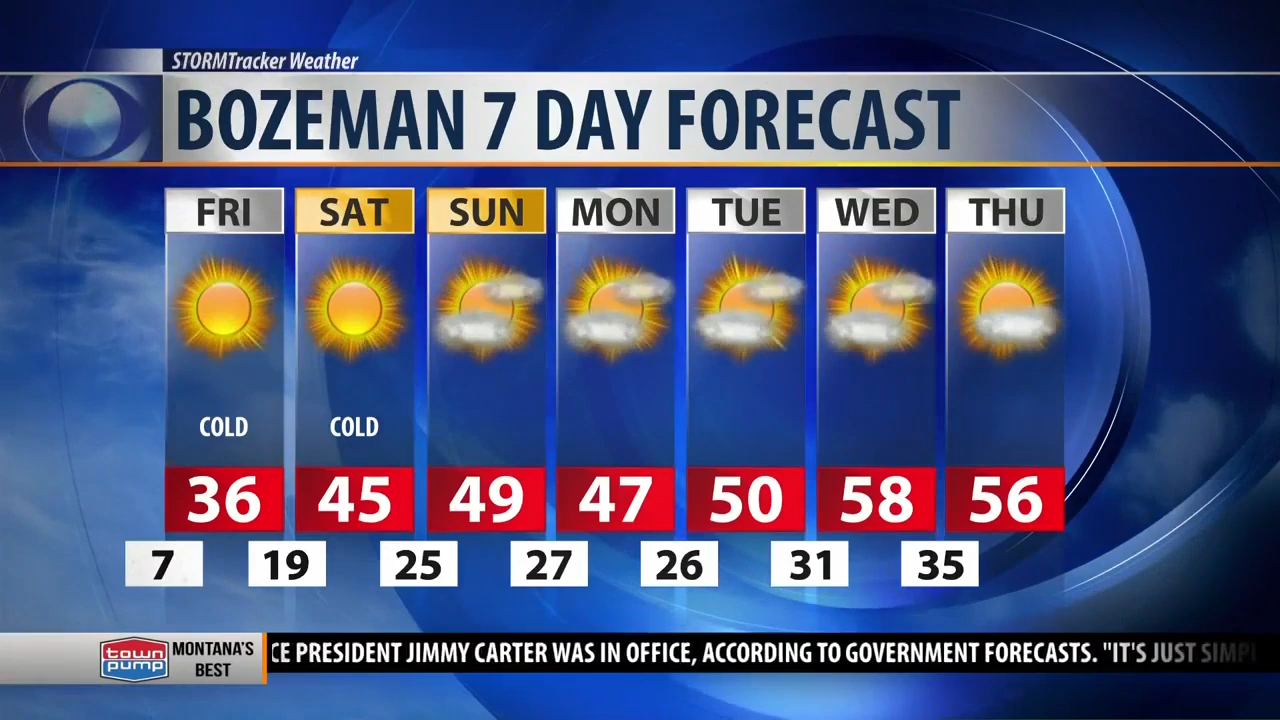 STORMTracker Weather
BOZEMAN 7 DAY FORECAST
FRI SAT SUN MON TUE WED THU
COLD COLD
36 45 49 47 50 58 56
7 19 25 27 26 31 35
town
pump
MONTANA'S
BEST
CE PRESIDENT JIMMY CARTER WAS IN OFFICE, ACCORDING TO GOVERNMENT FORECASTS. "IT'S JUST SIMPL